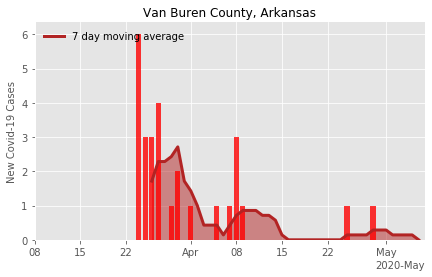 Van Buren County, Arkansas
7 day moving average
New Covid-19 Cases
6
5
4
3
2
1
0
08 15 22 Apr 08 15 22 May
2020-May